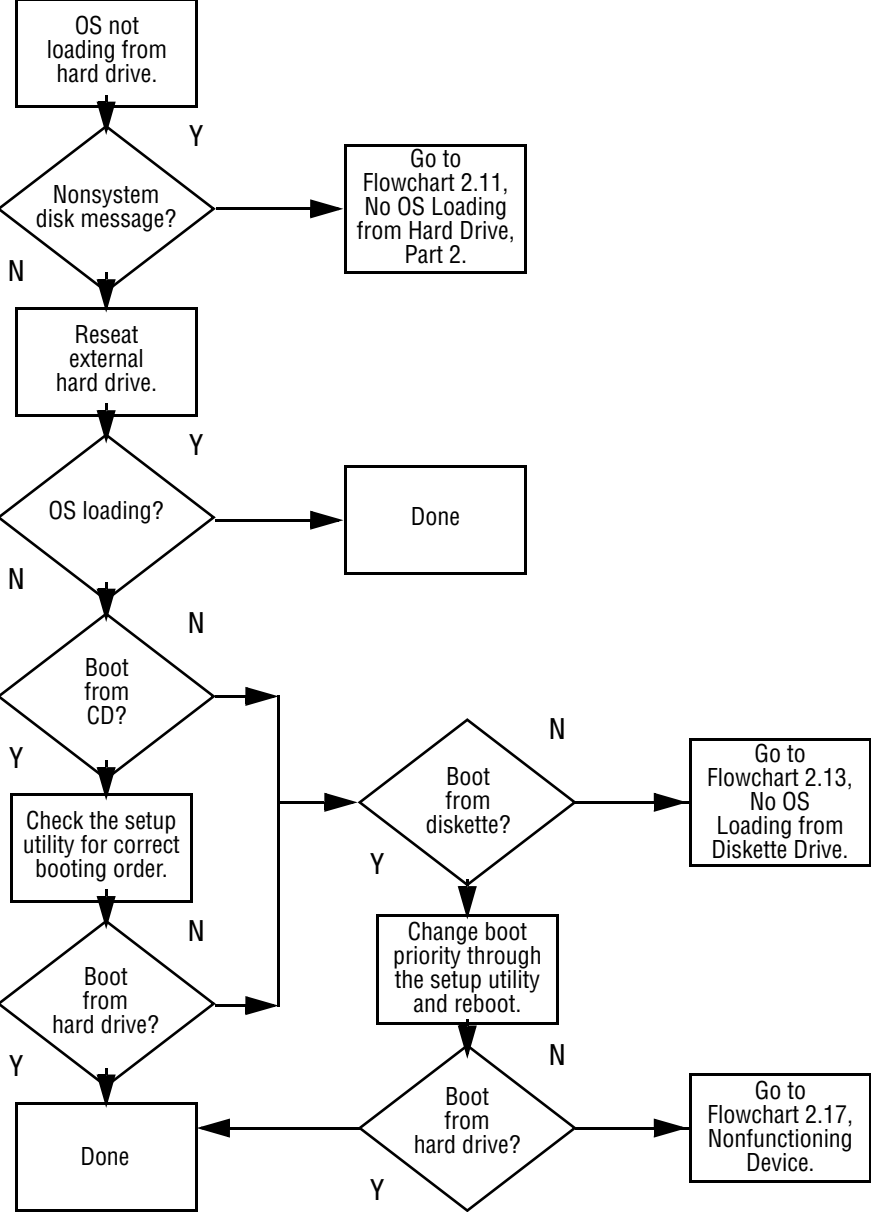 OS not
loading from
hard drive.
Y
Nonsystem
disk message?
Go to
Flowchart 2.11,
No OS Loading
from Hard Drive,
Part 2.
N
Reseat
external
hard drive.
Y
OS loading?
Done
N
N
Boot
from
CD?
Y
Check the setup
utility for correct
booting order.
N
Boot
from
hard drive?
Y
Done
N
Boot
from
diskette?
Go to
Flowchart 2.13,
No OS
Loading from
Diskette Drive.
Y
Change boot
priority through
the setup utility
and reboot.
N
Boot
from
hard drive?
Go to
Flowchart 2.17,
Nonfunctioning
Device.
Y